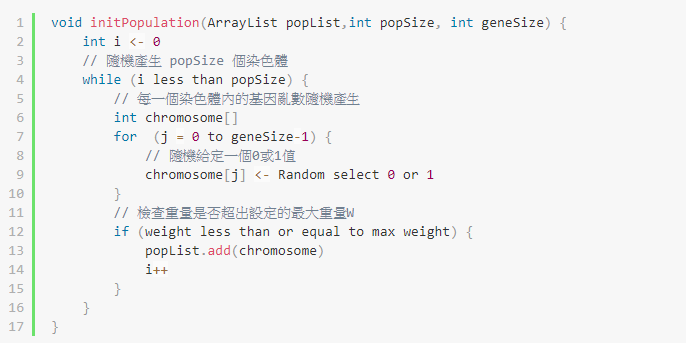 1 void initPopulation(ArrayList popList,int popSize, int geneSize) {
2     int i <- 0
3     // 隨機產生 popSize 個染色體
4     while (i less than popSize) {
5         // 每一個染色體內的基因亂數隨機產生
6         int chromosome[]
7         for  (j = 0 to geneSize-1) {
8             // 隨機給定一個0或1值
9             chromosome[j] <- Random select 0 or 1
10         }
11         // 檢查重量是否超出設定的最大重量W
12         if (weight less than or equal to max weight) {
13             popList.add(chromosome)
14             i++
15         }
16     }
17 }